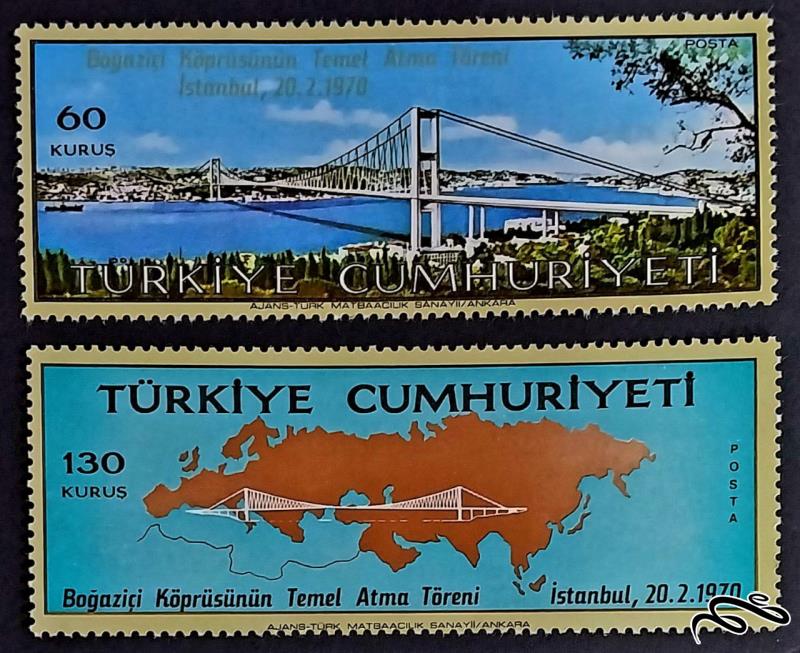 Boğaziçi Köprüsünün Temel Atma Töreni
İstanbul, 20.2.1970
POSTA
60
KURUŞ
TÜRKİYE CUMHURİYETİ
AJANS-TÜRK MATBAACILIK SANAYİİ/ANKARA
TÜRKİYE CUMHURİYETİ
130
KURUŞ
POSTA
Boğaziçi Köprüsünün Temel Atma Töreni İstanbul, 20.2.1970
AJANS-TÜRK MATBAACILIK SANAYİİ/ANKARA